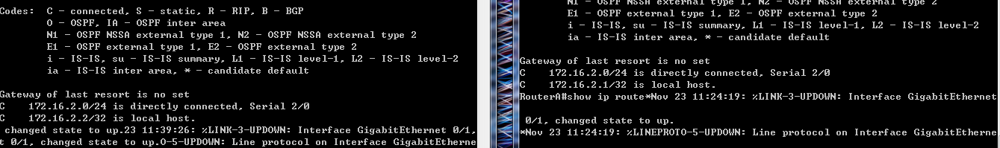 Codes:  C - connected, S - static, R - RIP, B - BGP
O - OSPF, IA - OSPF inter area
N1 - OSPF NSSA external type 1, N2 - OSPF NSSA external type 2
E1 - OSPF external type 1, E2 - OSPF external type 2
i - IS-IS, su - IS-IS summary, L1 - IS-IS level-1, L2 - IS-IS level-2
ia - IS-IS inter area, * - candidate default
Gateway of last resort is no set
C    172.16.2.0/24 is directly connected, Serial 2/0
C    172.16.2.2/32 is local host.
changed state to up.23 11:39:26: %LINK-3-UPDOWN: Interface GigabitEthernet 0/1,
t 0/1, changed state to up.O-5-UPDOWN: Line protocol on Interface GigabitEtherne
N1 - OSPF NSSA external type 1, N2 - OSPF NSSA external type 2
E1 - OSPF external type 1, E2 - OSPF external type 2
i - IS-IS, su - IS-IS summary, L1 - IS-IS level-1, L2 - IS-IS level-2
ia - IS-IS inter area, * - candidate default
Gateway of last resort is no set
C    172.16.2.0/24 is directly connected, Serial 2/0
C    172.16.2.1/32 is local host.
RouterA#show ip route*Nov 23 11:24:19: %LINK-3-UPDOWN: Interface GigabitEthernet
0/1, changed state to up.
*Nov 23 11:24:19: %LINEPROTO-5-UPDOWN: Line protocol on Interface GigabitEtherne